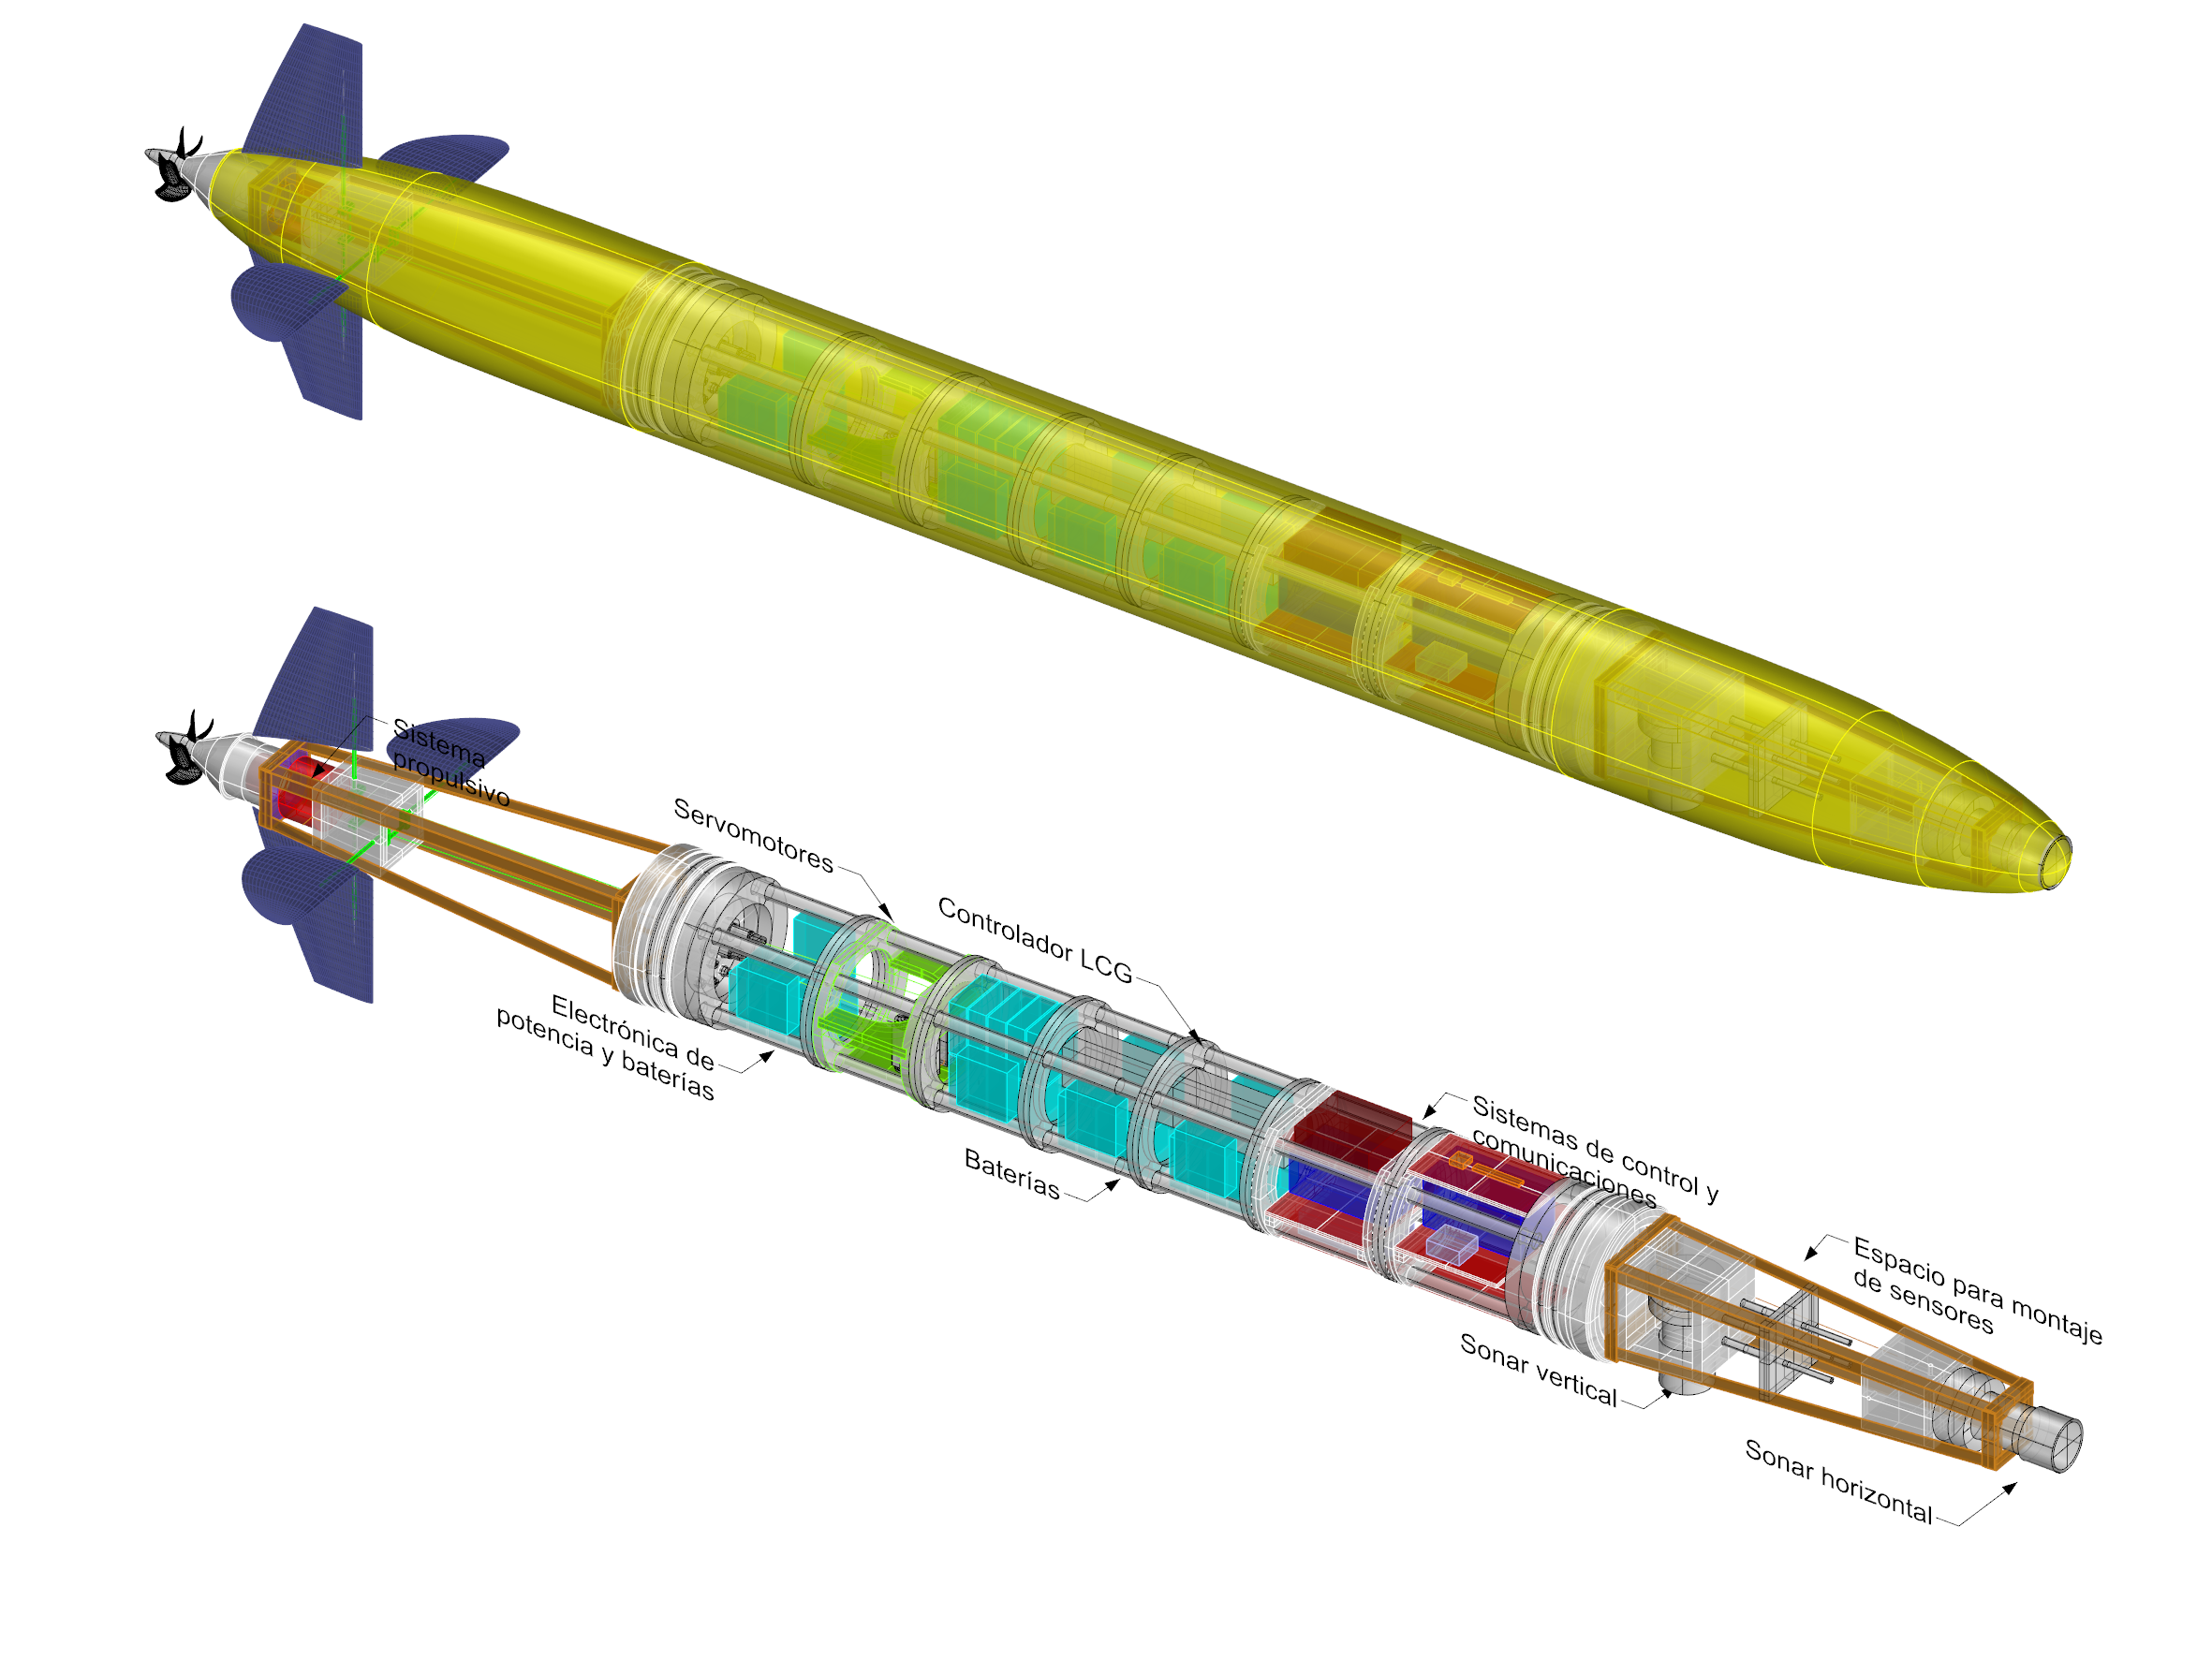 Sistema
propulsivo
Servomotores
Controlador LCG
Electrónica de
potencia y baterías
Baterías
Sistemas de control y
comunicaciones
Espacio para montaje
de sensores
Sonar vertical
Sonar horizontal